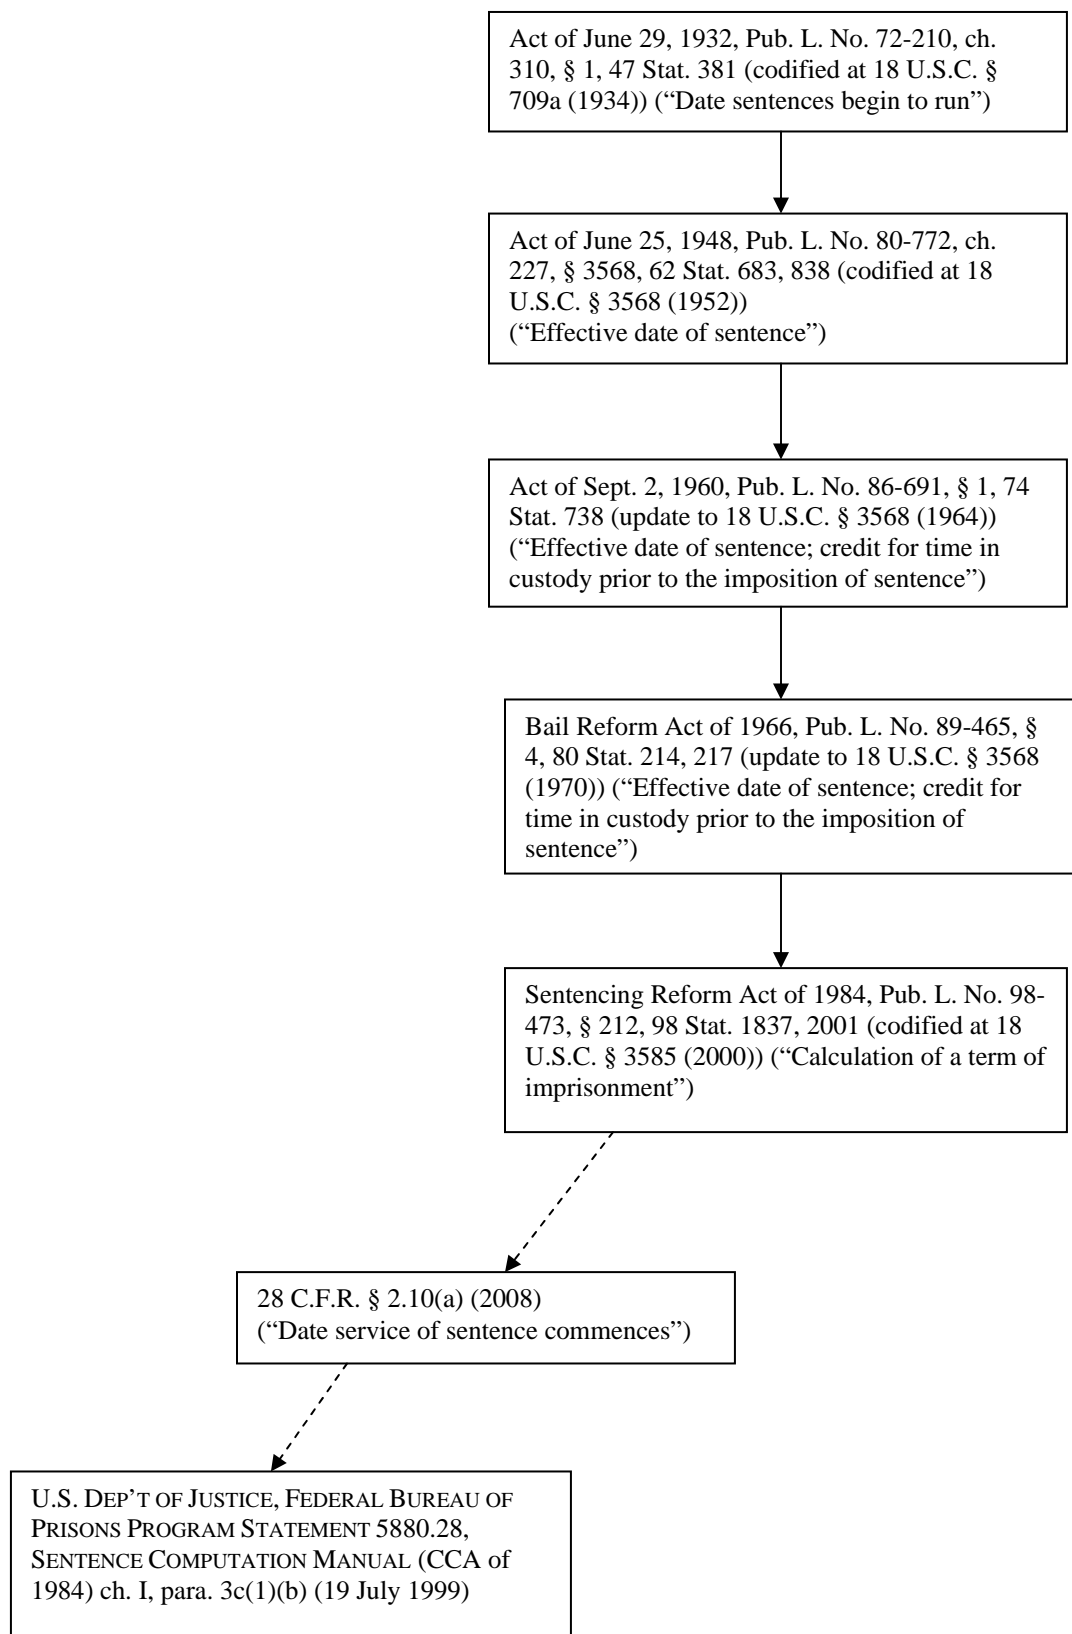 Act of June 29, 1932, Pub. L. No. 72-210, ch.
310, § 1, 47 Stat. 381 (codified at 18 U.S.C. §
709a (1934)) (“Date sentences begin to run”)
Act of June 25, 1948, Pub. L. No. 80-772, ch.
227, § 3568, 62 Stat. 683, 838 (codified at 18
U.S.C. § 3568 (1952))
(“Effective date of sentence”)
Act of Sept. 2, 1960, Pub. L. No. 86-691, § 1, 74
Stat. 738 (update to 18 U.S.C. § 3568 (1964))
(“Effective date of sentence; credit for time in
custody prior to the imposition of sentence”)
Bail Reform Act of 1966, Pub. L. No. 89-465, §
4, 80 Stat. 214, 217 (update to 18 U.S.C. § 3568
(1970)) (“Effective date of sentence; credit for
time in custody prior to the imposition of
sentence”)
Sentencing Reform Act of 1984, Pub. L. No. 98-
473, § 212, 98 Stat. 1837, 2001 (codified at 18
U.S.C. § 3585 (2000)) (“Calculation of a term of
imprisonment”)
28 C.F.R. § 2.10(a) (2008)
(“Date service of sentence commences”)
U.S. DEP’T OF JUSTICE, FEDERAL BUREAU OF
PRISONS PROGRAM STATEMENT 5880.28,
SENTENCE COMPUTATION MANUAL (CCA of
1984) ch. I, para. 3c(1)(b) (19 July 1999)